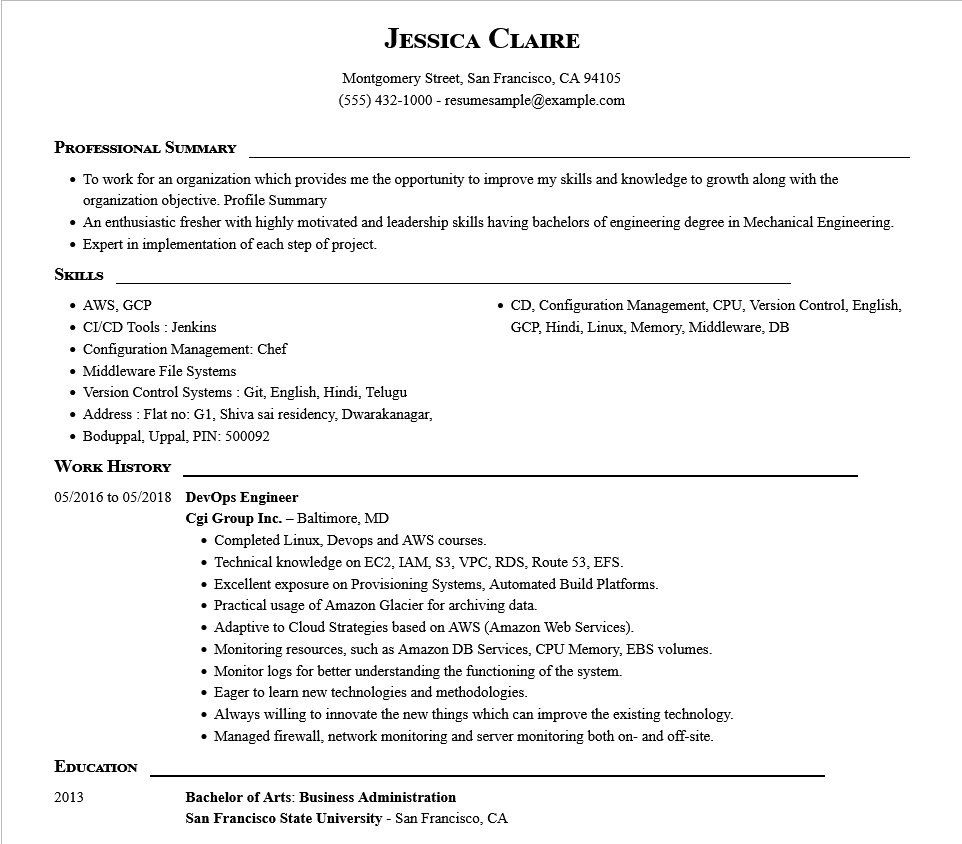 Jessica Claire
Montgomery Street, San Francisco, CA 94105
(555) 432-1000 - resumesample@example.com
Professional Summary
• To work for an organization which provides me the opportunity to improve my skills and knowledge to growth along with the
organization objective. Profile Summary
• An enthusiastic fresher with highly motivated and leadership skills having bachelors of engineering degree in Mechanical Engineering.
• Expert in implementation of each step of project.
Skills
• AWS, GCP
• CI/CD Tools : Jenkins
• Configuration Management: Chef
• Middleware File Systems
• Version Control Systems : Git, English, Hindi, Telugu
• Address : Flat no: G1, Shiva sai residency, Dwarakanagar,
• Boduppal, Uppal, PIN: 500092
• CD, Configuration Management, CPU, Version Control, English,
GCP, Hindi, Linux, Memory, Middleware, DB
Work History
05/2016 to 05/2018 DevOps Engineer
Cgi Group Inc. – Baltimore, MD
• Completed Linux, Devops and AWS courses.
• Technical knowledge on EC2, IAM, S3, VPC, RDS, Route 53, EFS.
• Excellent exposure on Provisioning Systems, Automated Build Platforms.
• Practical usage of Amazon Glacier for archiving data.
• Adaptive to Cloud Strategies based on AWS (Amazon Web Services).
• Monitoring resources, such as Amazon DB Services, CPU Memory, EBS volumes.
• Monitor logs for better understanding the functioning of the system.
• Eager to learn new technologies and methodologies.
• Always willing to innovate the new things which can improve the existing technology.
• Managed firewall, network monitoring and server monitoring both on- and off-site.
Education
2013 Bachelor of Arts: Business Administration
San Francisco State University - San Francisco, CA